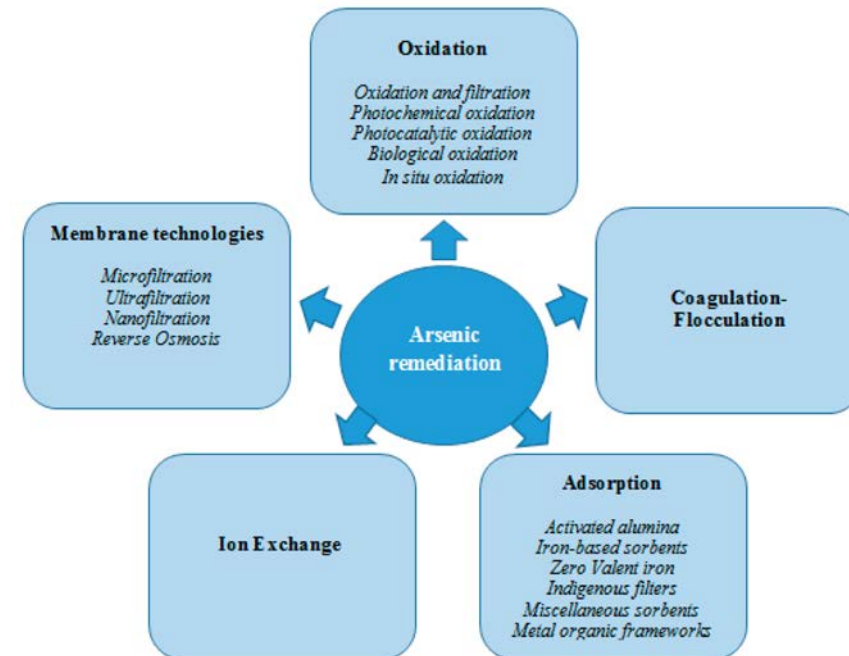 Oxidation
Oxidation and filtration
Photochemical oxidation
Photocatalytic oxidation
Biological oxidation
In situ oxidation
Membrane technologies
Microfiltration
Ultrafiltration
Nanofiltration
Reverse Osmosis
Arsenic
remediation
Coagulation-
Flocculation
Ion Exchange
Adsorption
Activated alumina
Iron-based sorbents
Zero Valent iron
Indigenous filters
Miscellaneous sorbents
Metal organic frameworks